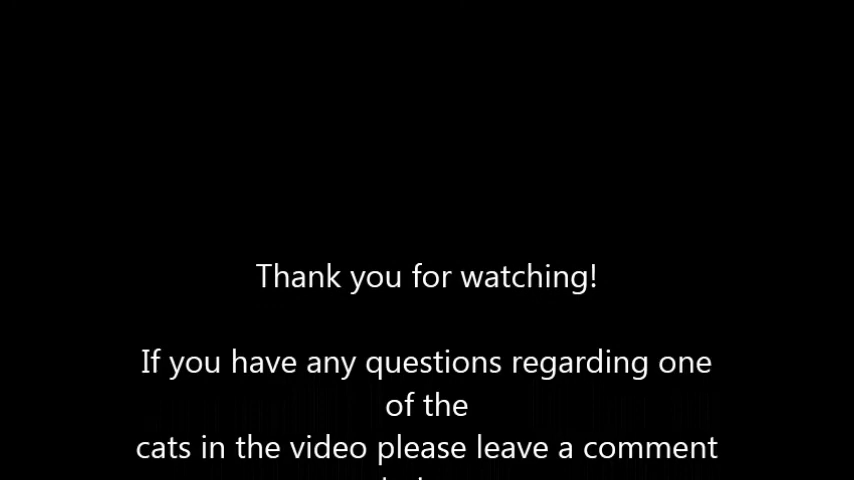 Thank you for watching!
If you have any questions regarding one
of the
cats in the video please leave a comment